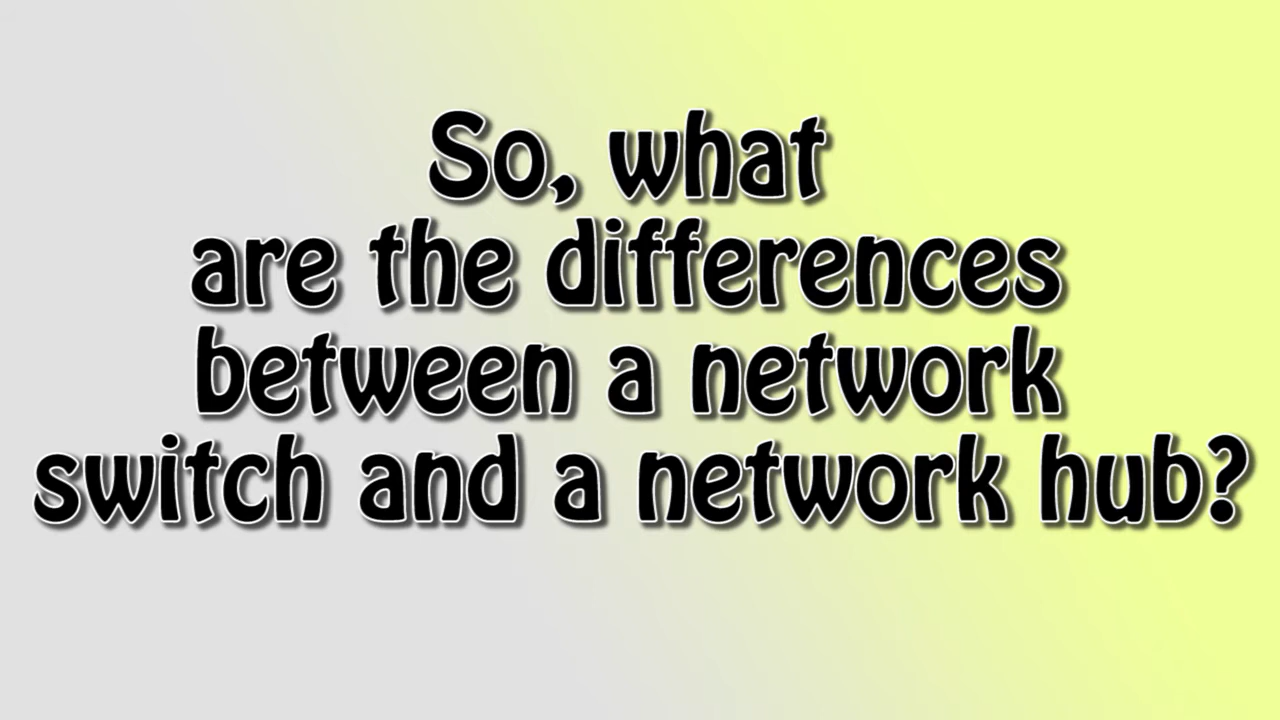 So, what
are the differences
between a network
switch and a network hub?